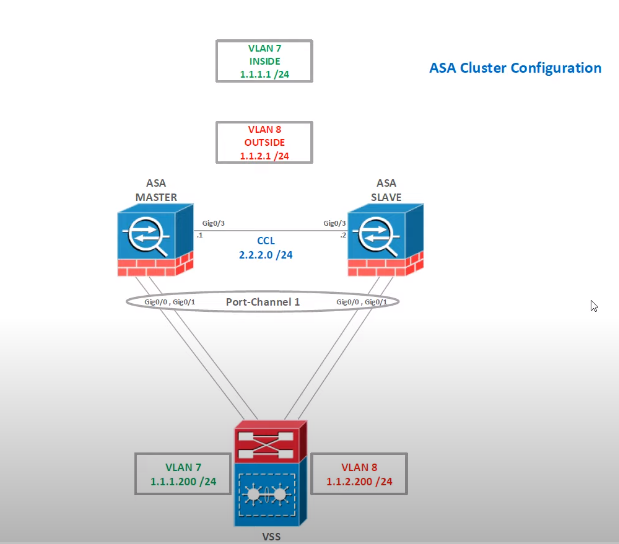 VLAN 7
INSIDE
1.1.1.1 /24
ASA Cluster Configuration
VLAN 8
OUTSIDE
1.1.2.1 /24
ASA
MASTER
ASA
SLAVE
Gig0/3
Gig0/3
.1
.2
CCL
2.2.2.0 /24
Gig0/0 , Gig0/1
Port-Channel 1
Gig0/0 , Gig0/1
VLAN 7
1.1.1.200 /24
VLAN 8
1.1.2.200 /24
VSS